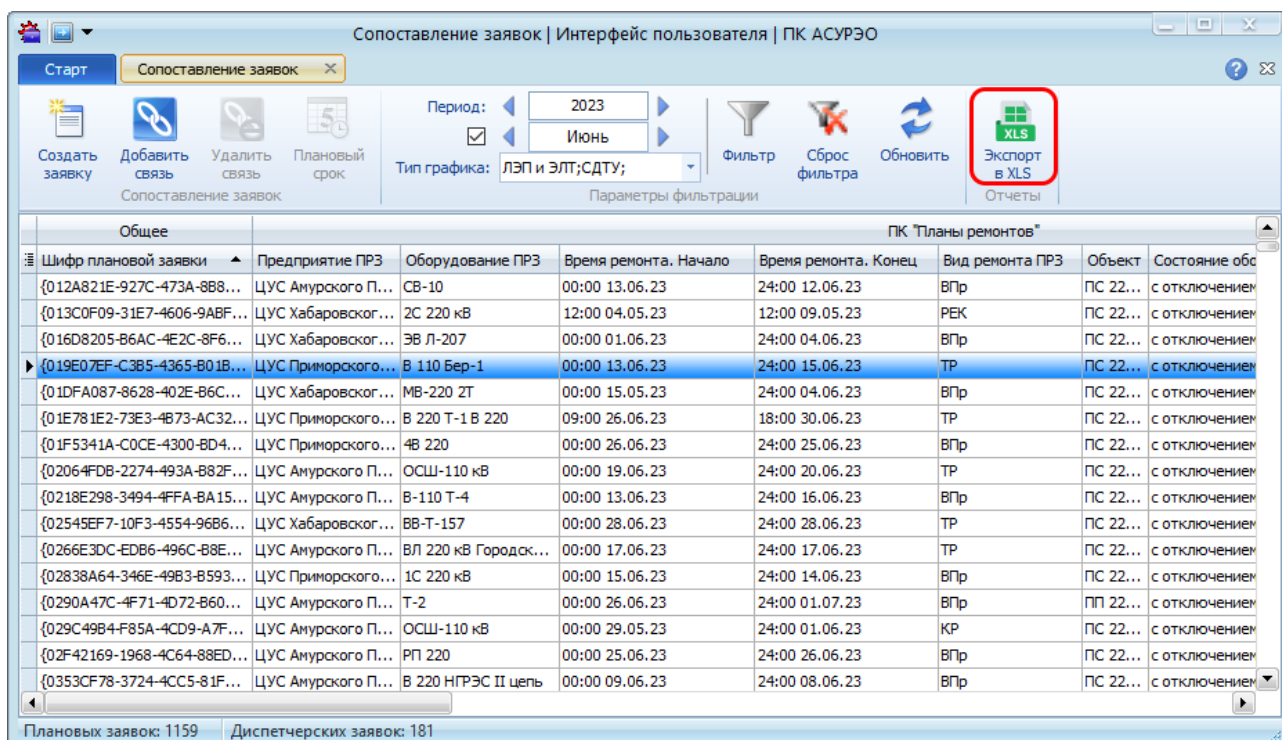 Сопоставление заявок | Интерфейс пользователя | ПК АСУРЭО
Старт Сопоставление заявок
Период: 2023
Июнь
Тип графика: ЛЭП и ЭЛТ;СДТУ;
Создать заявку
Добавить связь
Удалить связь
Плановый срок
Фильтр
Сброс фильтра
Обновить
XLS
Экспорт в XLS
Сопоставление заявок Параметры фильтрации Отчеты
Общее ПК "Планы ремонтов"
Шифр плановой заявки Предприятие ПРЗ Оборудование ПРЗ Время ремонта. Начало Время ремонта. Конец Вид ремонта ПРЗ Объект Состояние обо
{012A821E-927C-473A-8B8... ЦУС Амурского П... СВ-10 00:00 13.06.23 24:00 12.06.23 ВПр ПС 22... с отключением
{013C0F09-31E7-4606-9ABF... ЦУС Хабаровског... 2С 220 кВ 12:00 04.05.23 12:00 09.05.23 РЕК ПС 22... с отключением
{016D8205-B6AC-4E2C-8F6... ЦУС Хабаровског... ЭВ Л-207 00:00 01.06.23 24:00 04.06.23 ВПр ПС 22... с отключением
{019E07EF-C3B5-4365-B01B... ЦУС Приморского... В 110 Бер-1 00:00 13.06.23 24:00 15.06.23 ТР ПС 22... с отключением
{01DFA087-8628-402E-B6C... ЦУС Хабаровског... МВ-220 2Т 00:00 15.05.23 24:00 04.06.23 ВПр ПС 22... с отключением
{01E781E2-73E3-4B73-AC32... ЦУС Приморского... В 220 Т-1 В 220 09:00 26.06.23 18:00 30.06.23 ТР ПС 22... с отключением
{01F5341A-C0CE-4300-BD4... ЦУС Приморского... 4В 220 00:00 26.06.23 24:00 25.06.23 ВПр ПС 22... с отключением
{02064FDB-2274-493A-B82F... ЦУС Амурского П... ОСШ-110 кВ 00:00 19.06.23 24:00 20.06.23 ТР ПС 22... с отключением
{0218E298-3494-4FFA-BA15... ЦУС Амурского П... В-110 Т-4 00:00 13.06.23 24:00 16.06.23 ВПр ПС 22... с отключением
{02545EF7-10F3-4554-96B6... ЦУС Хабаровског... ВВ-Т-157 00:00 28.06.23 24:00 28.06.23 ТР ПС 22... с отключением
{0266E3DC-EDB6-496C-B8E... ЦУС Амурского П... ВЛ 220 кВ Городск... 00:00 17.06.23 24:00 17.06.23 ТР ПС 22... с отключением
{02838A64-346E-49B3-B593... ЦУС Приморского... 1С 220 кВ 00:00 15.06.23 24:00 14.06.23 ВПр ПС 22... с отключением
{0290A47C-4F71-4D72-B60... ЦУС Амурского П... Т-2 00:00 26.06.23 24:00 01.07.23 ВПр ПП 22... с отключением
{029C49B4-F85A-4CD9-A7F... ЦУС Амурского П... ОСШ-110 кВ 00:00 29.05.23 24:00 01.06.23 КР ПС 22... с отключением
{02F42169-1968-4C64-88ED... ЦУС Амурского П... РП 220 00:00 25.06.23 24:00 26.06.23 ВПр ПС 22... с отключением
{0353CF78-3724-4CC5-81F... ЦУС Амурского П... В 220 НГРЭС II цепь 00:00 09.06.23 24:00 08.06.23 ВПр ПС 22... с отключением
Плановых заявок: 1159 Диспетчерских заявок: 181